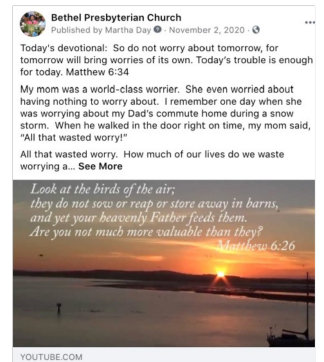 Bethel Presbyterian Church
Published by Martha Day · November 2, 2020 ·
Today's devotional: So do not worry about tomorrow, for
tomorrow will bring worries of its own. Today's trouble is enough
for today. Matthew 6:34
My mom was a world-class worrier. She even worried about
having nothing to worry about. I remember one day when she
was worrying about my Dad's commute home during a snow
storm. When he walked in the door right on time, my mom said,
"All that wasted worry!"
All that wasted worry. How much of our lives do we waste
worrying a... See More
Look at the birds of the air;
they do not sow or reap or store away in barns,
and yet your heavenly Father feeds them.
Are you not much more valuable than they?
Matthew 6:26
YOUTUBE.COM